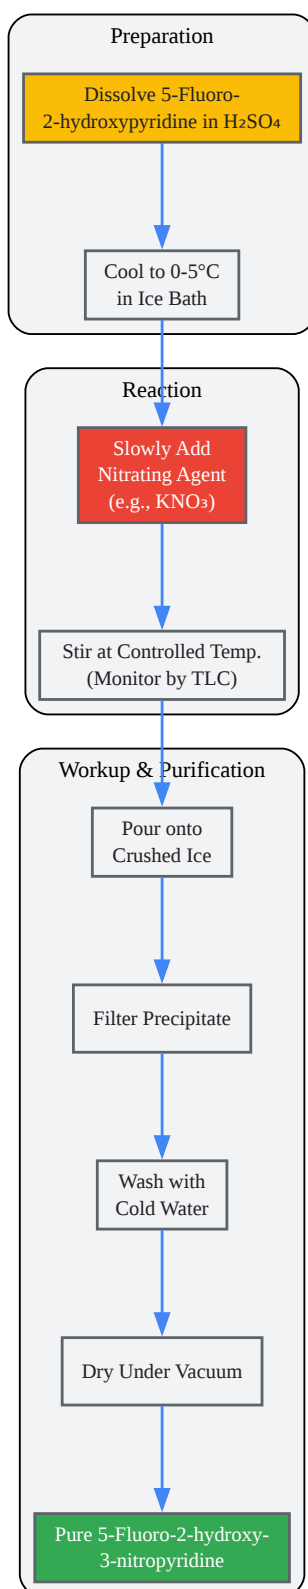 Preparation
Dissolve 5-Fluoro-
2-hydroxypyridine in H₂SO₄
Cool to 0-5°C
in Ice Bath
Reaction
Slowly Add
Nitrating Agent
(e.g., KNO₃)
Stir at Controlled Temp.
(Monitor by TLC)
Workup & Purification
Pour onto
Crushed Ice
Filter Precipitate
Wash with
Cold Water
Dry Under Vacuum
Pure 5-Fluoro-2-hydroxy-
3-nitropyridine